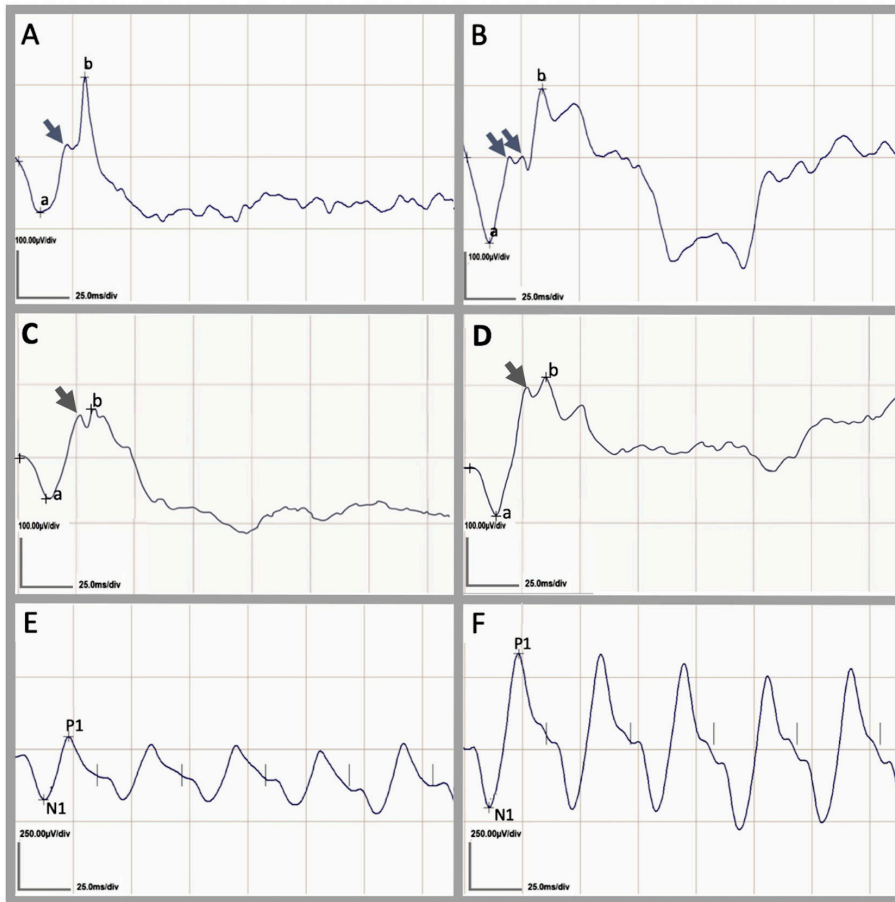 A
b
a
100.00µV/div
25.0ms/div
B
b
a
100.00µV/div
25.0ms/div
C
b
a
100.00µV/div
25.0ms/div
D
b
a
100.00µV/div
25.0ms/div
E
P1
N1
250.00µV/div
25.0ms/div
F
P1
N1
250.00µV/div
25.0ms/div